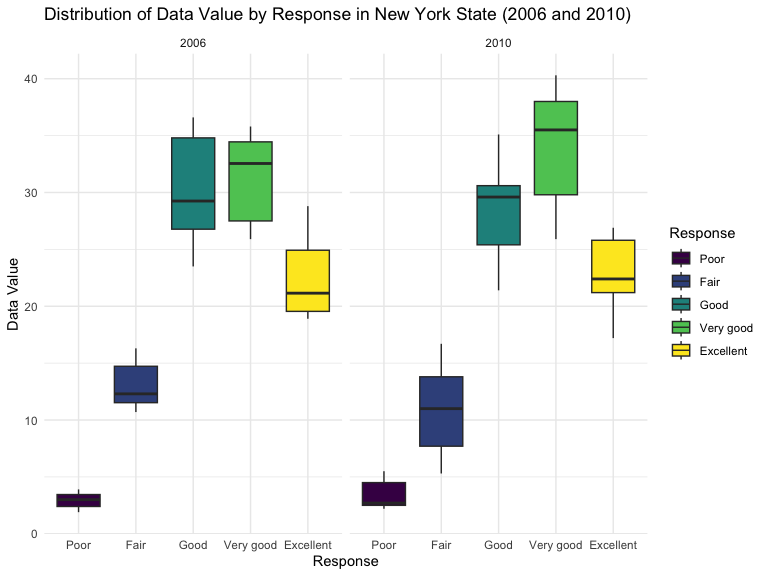 Distribution of Data Value by Response in New York State (2006 and 2010)
2006
2010
Data Value
40
30
20
10
0
Poor Fair Good Very good Excellent
Poor Fair Good Very good Excellent
Response
Response
Poor
Fair
Good
Very good
Excellent